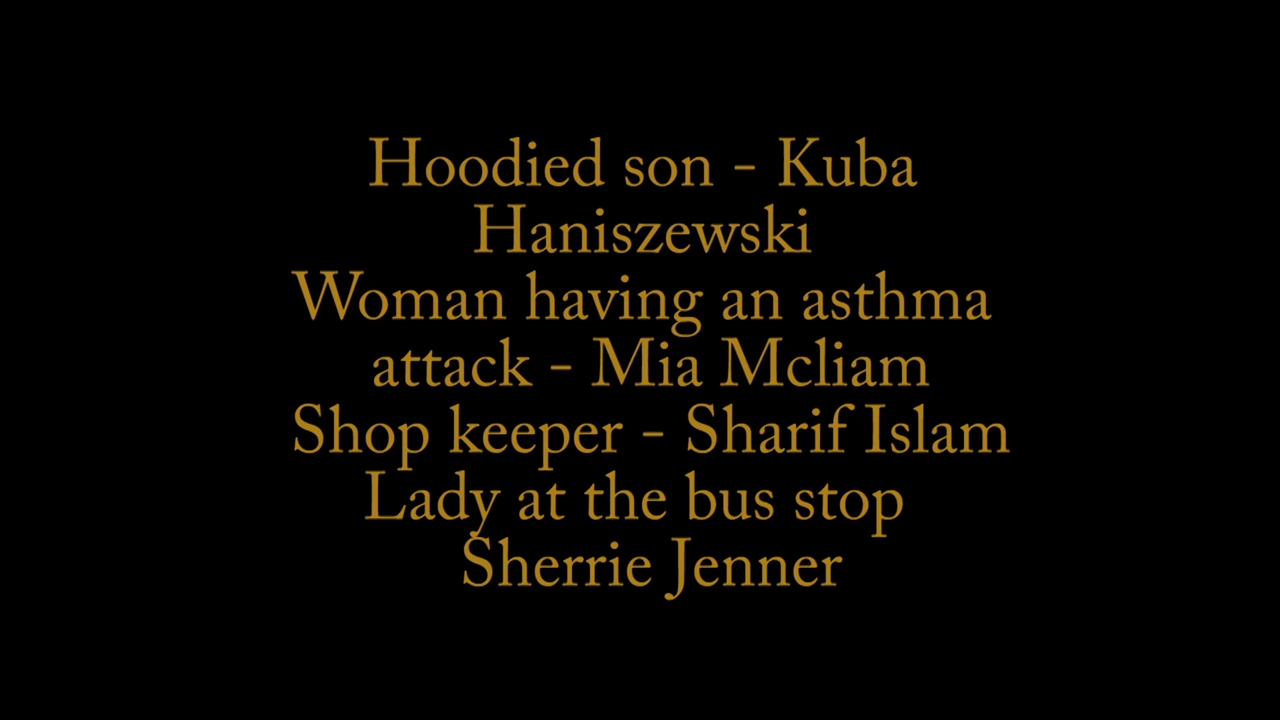 Hoodied son - Kuba
Haniszewski
Woman having an asthma
attack - Mia Mcliam
Shop keeper - Sharif Islam
Lady at the bus stop
Sherrie Jenner